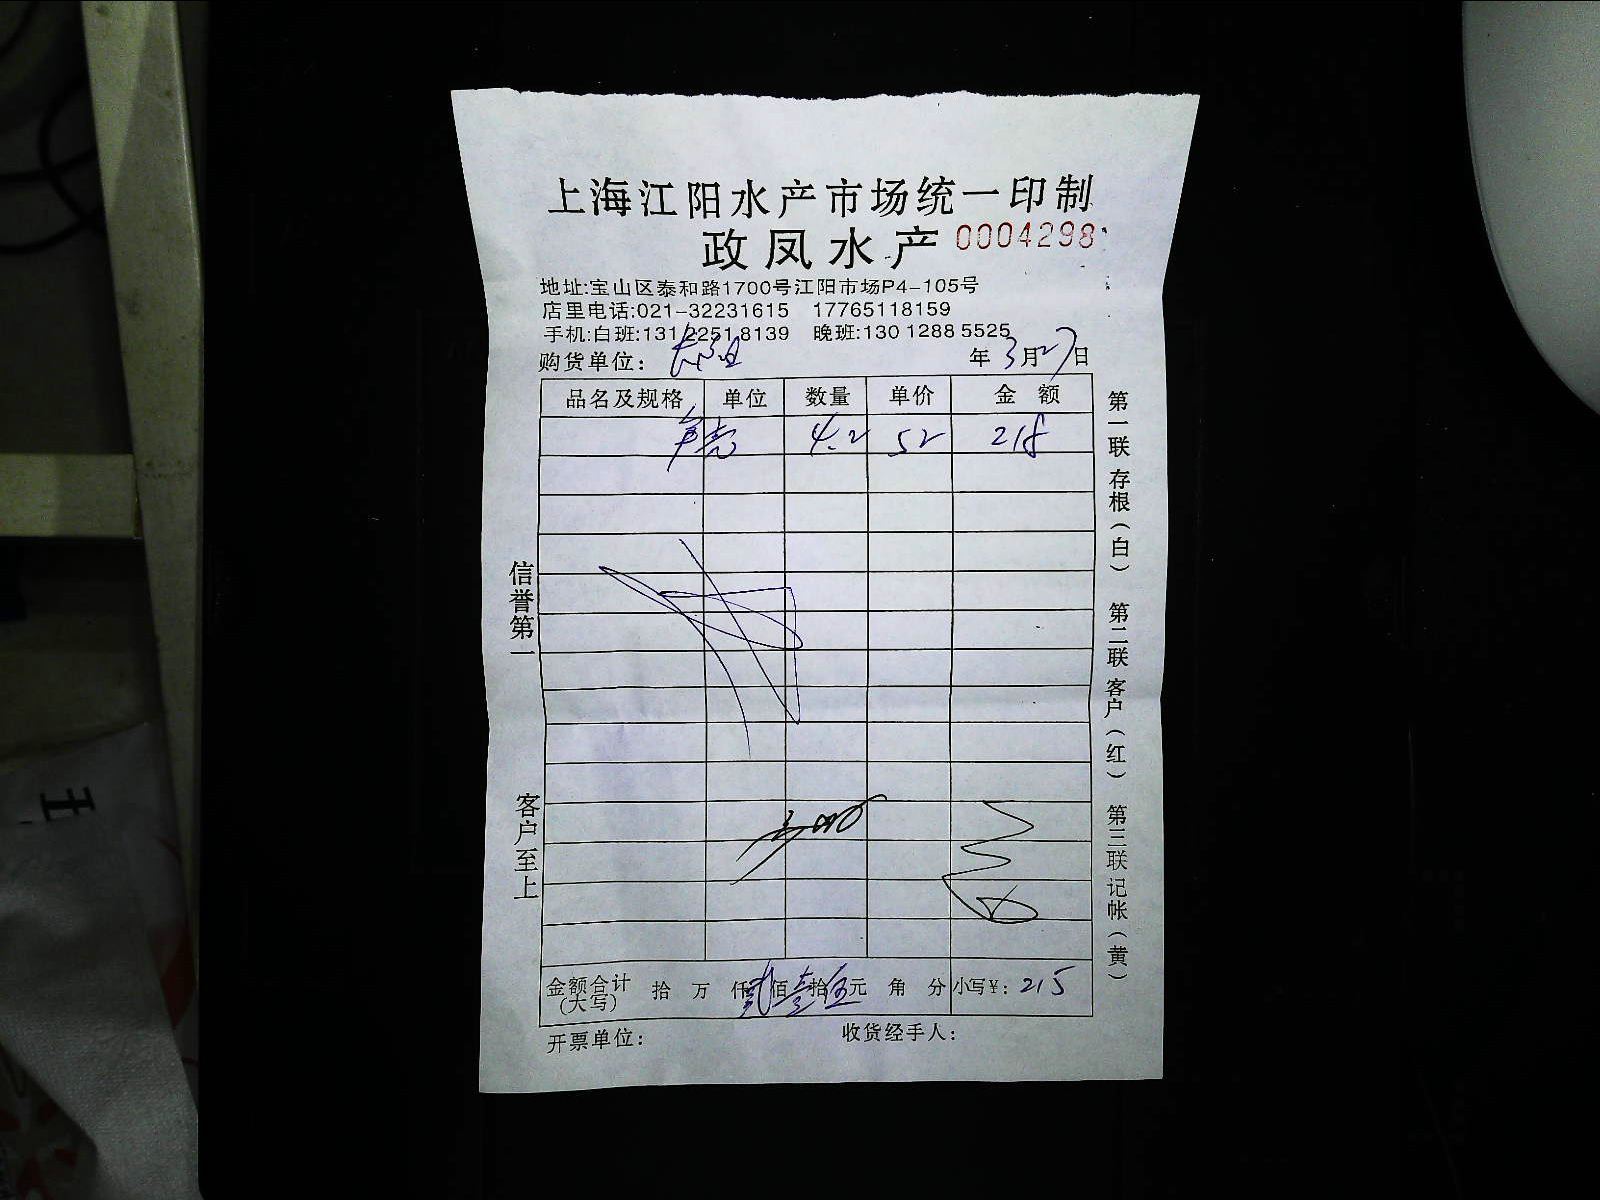 上海江阳水产市场统一印制
政凤水产 0004298
地址:宝山区泰和路1700号江阳市场P4-105号
店里电话:021-32231615 17765118159
手机:白班:131 2251 8139 晚班:130 1288 5525
购货单位: 年 3月27日
品名及规格 单位 数量 单价 金额
4.2 52 218
信誉第一
客户至上
第一联 存根(白) 第二联 客户(红) 第三联 记帐(黄)
金额合计(大写) 拾 万 仟贰佰壹拾伍元 角 分 小写¥: 215
开票单位: 收货经手人: